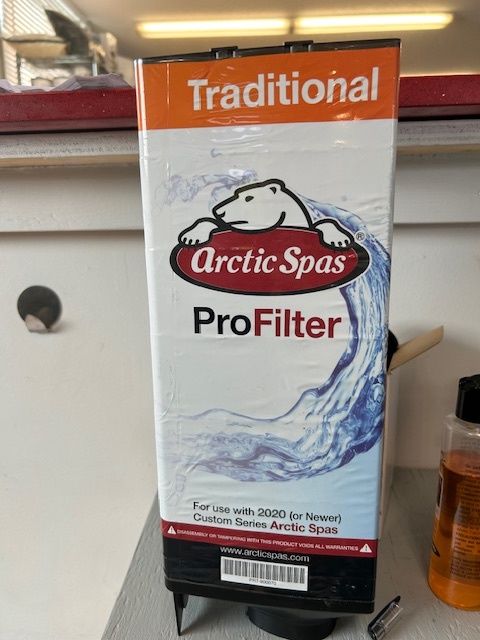 Traditional
Arctic Spas®
ProFilter
For use with 2020 (or Newer)
Custom Series Arctic Spas
DISASSEMBLY OR TAMPERING WITH THIS PRODUCT VOIDS ALL WARRANTIES
www.arcticspas.com